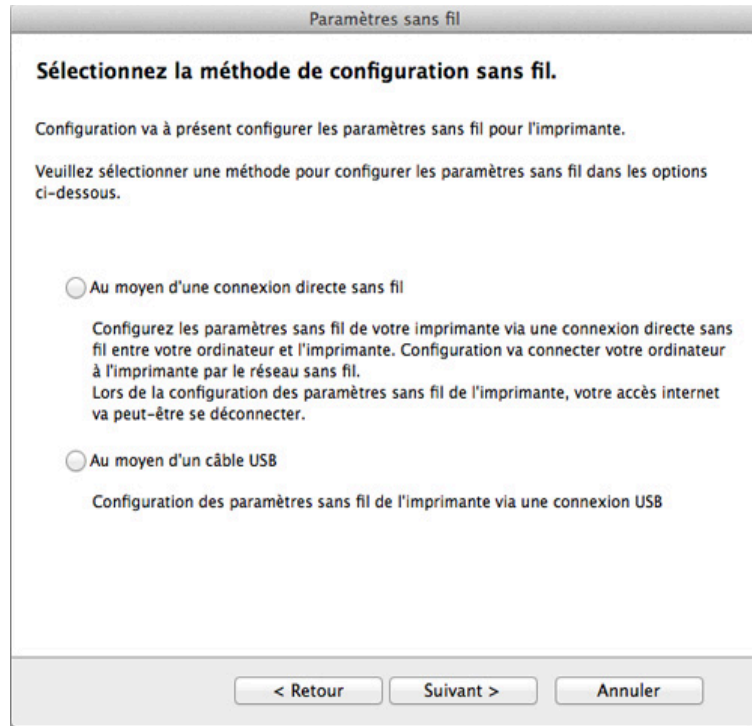 Paramètres sans fil
Sélectionnez la méthode de configuration sans fil.
Configuration va à présent configurer les paramètres sans fil pour l'imprimante.
Veuillez sélectionner une méthode pour configurer les paramètres sans fil dans les options
ci-dessous.
Au moyen d'une connexion directe sans fil
Configurez les paramètres sans fil de votre imprimante via une connexion directe sans
fil entre votre ordinateur et l'imprimante. Configuration va connecter votre ordinateur
à l'imprimante par le réseau sans fil.
Lors de la configuration des paramètres sans fil de l'imprimante, votre accès internet
va peut-être se déconnecter.
Au moyen d'un câble USB
Configuration des paramètres sans fil de l'imprimante via une connexion USB
< Retour Suivant > Annuler